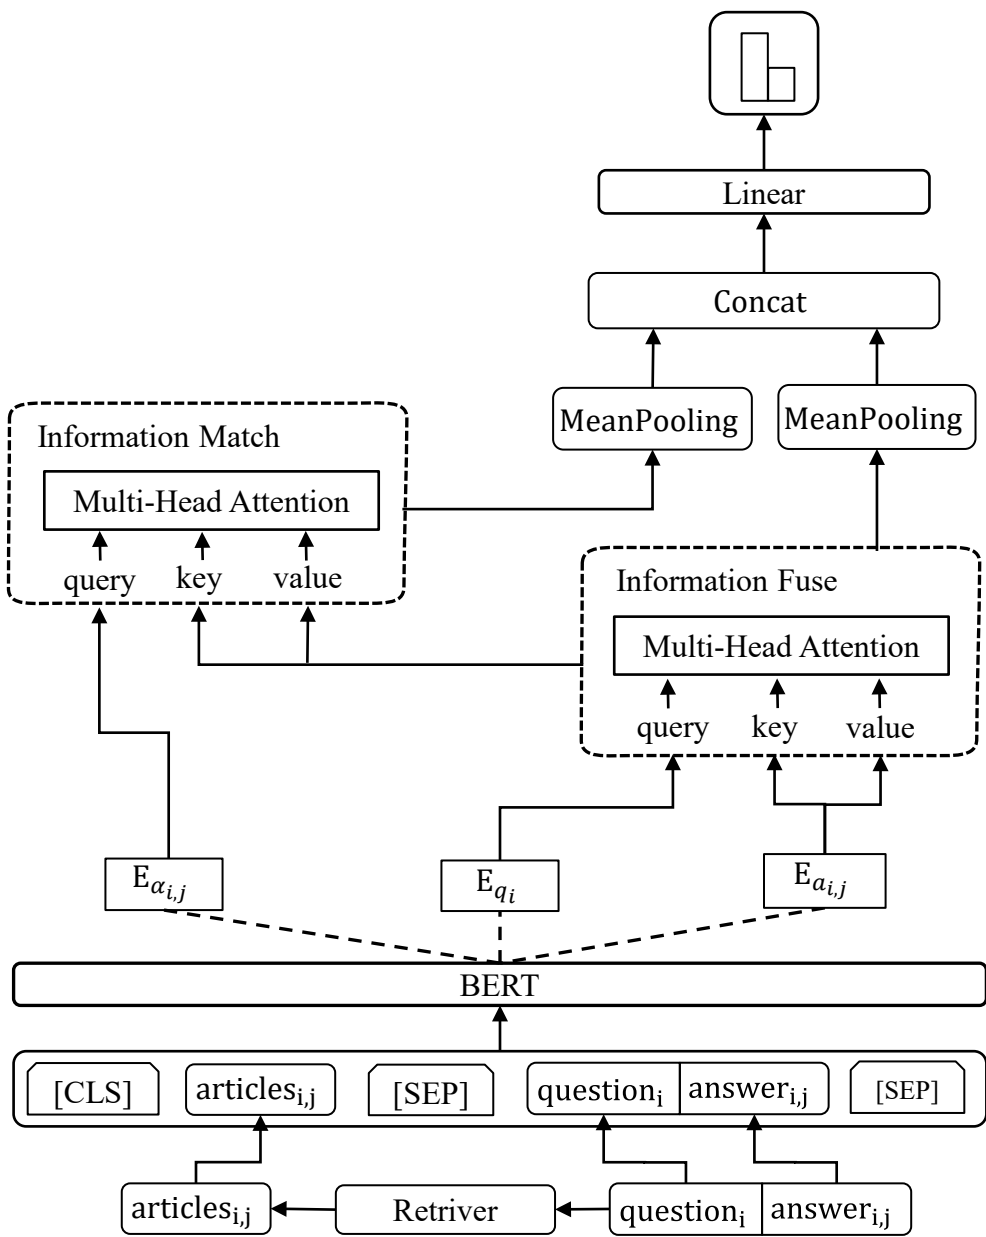 Linear
Concat
MeanPooling
MeanPooling
Information Match
Multi-Head Attention
query key value
Information Fuse
Multi-Head Attention
query key value
E_{α_{i,j}}
E_{q_i}
E_{a_{i,j}}
BERT
[CLS] articles_{i,j} [SEP] question_i answer_{i,j} [SEP]
articles_{i,j} Retriver question_i answer_{i,j}